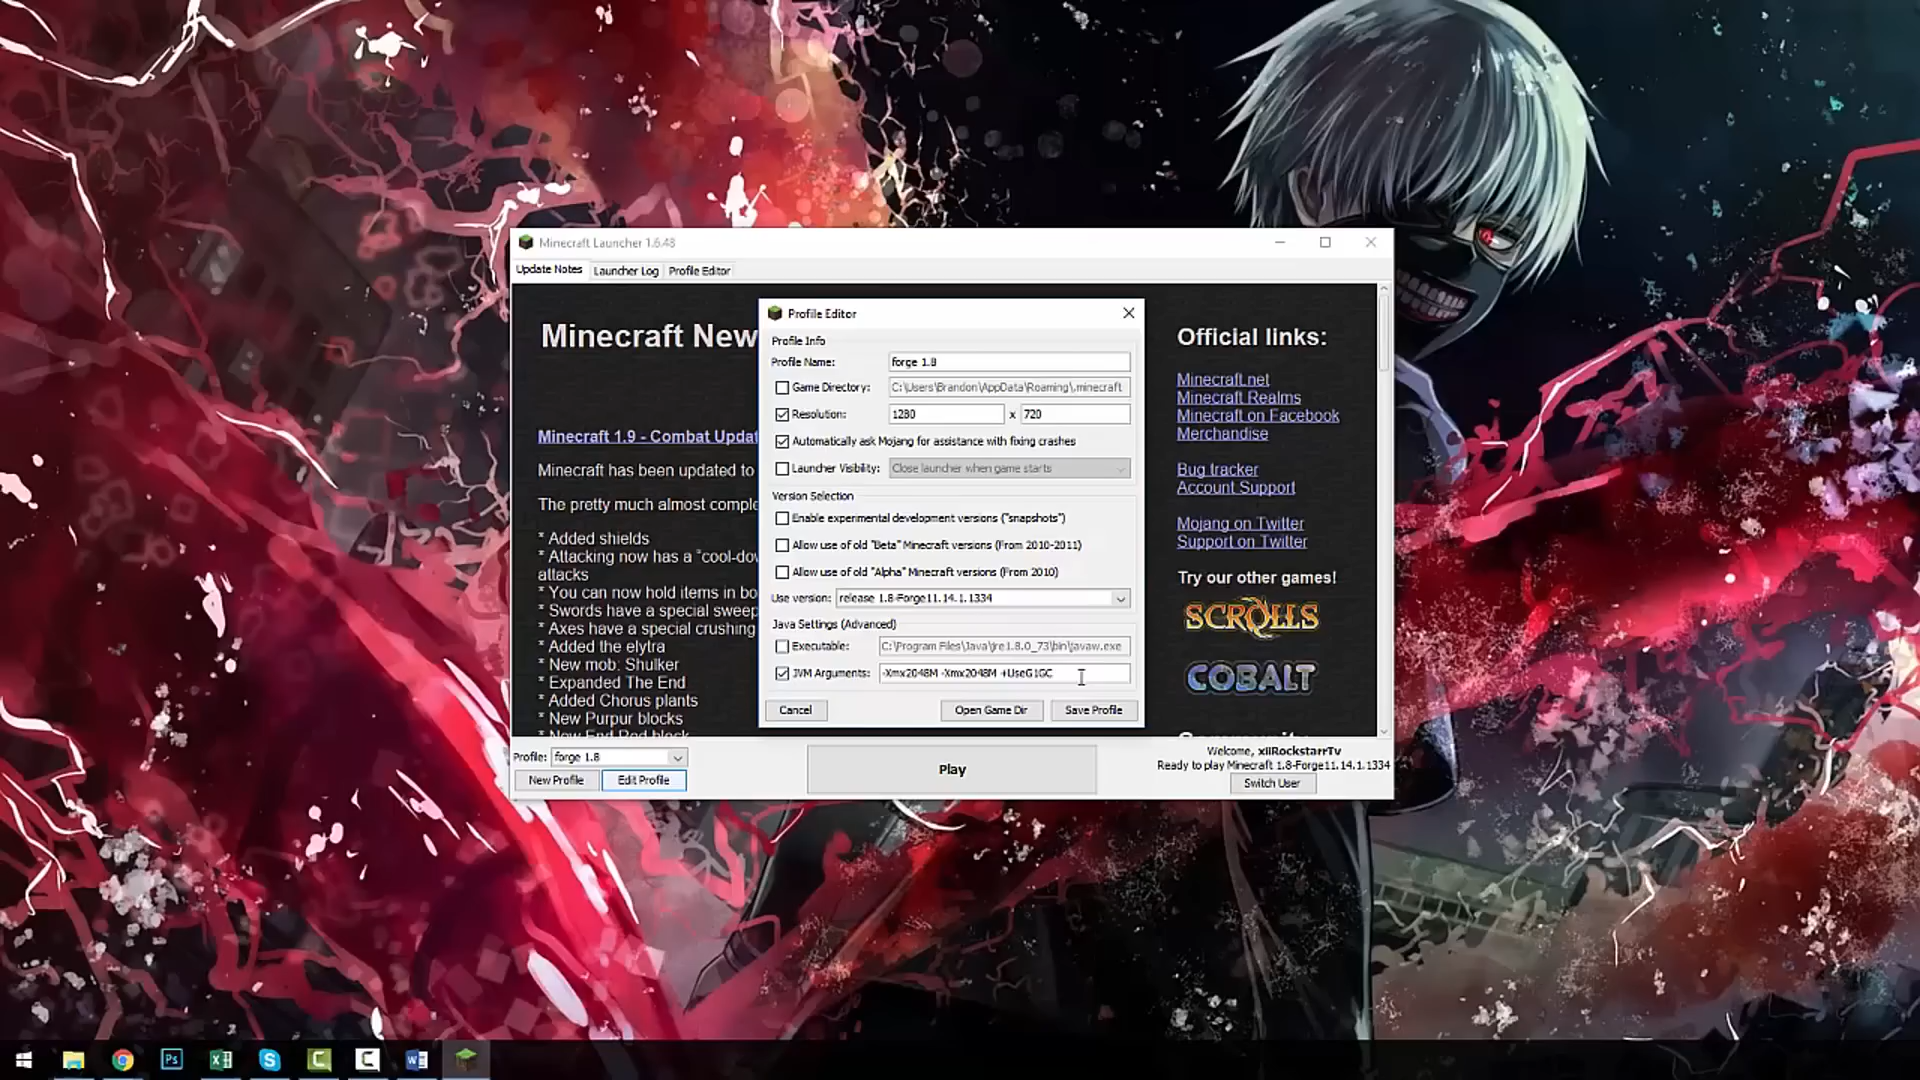 Minecraft Launcher 1.6.48
Update Notes Launcher Log Profile Editor
Minecraft New
Minecraft 1.9 - Combat Updat
Minecraft has been updated to
The pretty much almost comple
* Added shields
* Attacking now has a "cool-dow
attacks
* You can now hold items in bo
* Swords have a special sweep
* Axes have a special crushing
* Added the elytra
* New mob: Shulker
* Expanded The End
* Added Chorus plants
* New Purpur blocks
* New End Rod block
Profile Editor
Profile Info
Profile Name: forge 1.8
Game Directory: C:\Users\Brandon\AppData\Roaming\.minecraft
Resolution: 1280 x 720
Automatically ask Mojang for assistance with fixing crashes
Launcher Visibility: Close launcher when game starts
Version Selection
Enable experimental development versions ("snapshots")
Allow use of old "Beta" Minecraft versions (From 2010-2011)
Allow use of old "Alpha" Minecraft versions (From 2010)
Use version: release 1.8-Forge11.14.1.1334
Java Settings (Advanced)
Executable: C:\Program Files\Java\jre1.8.0_73\bin\javaw.exe
JVM Arguments: -Xmx2048M -Xmx2048M +UseG1GC
Cancel Open Game Dir Save Profile
Official links:
Minecraft.net
Minecraft Realms
Minecraft on Facebook
Merchandise
Bug tracker
Account Support
Mojang on Twitter
Support on Twitter
Try our other games!
SCROLLS
COBALT
Profile: forge 1.8
New Profile Edit Profile
Play
Welcome, xiiRockstarrTv
Ready to play Minecraft 1.8-Forge11.14.1.1334
Switch User